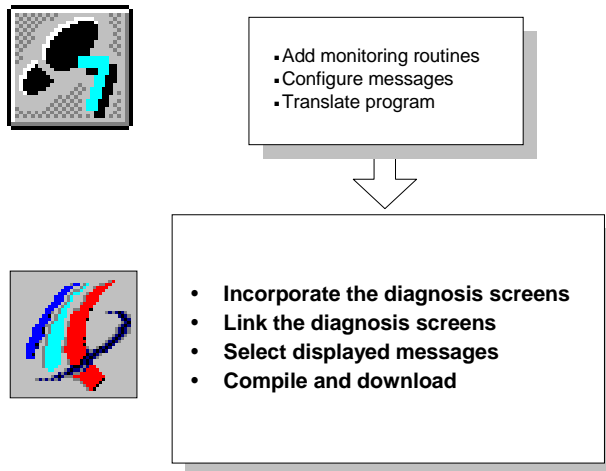 7
▪ Add monitoring routines
▪ Configure messages
▪ Translate program
• Incorporate the diagnosis screens
• Link the diagnosis screens
• Select displayed messages
• Compile and download